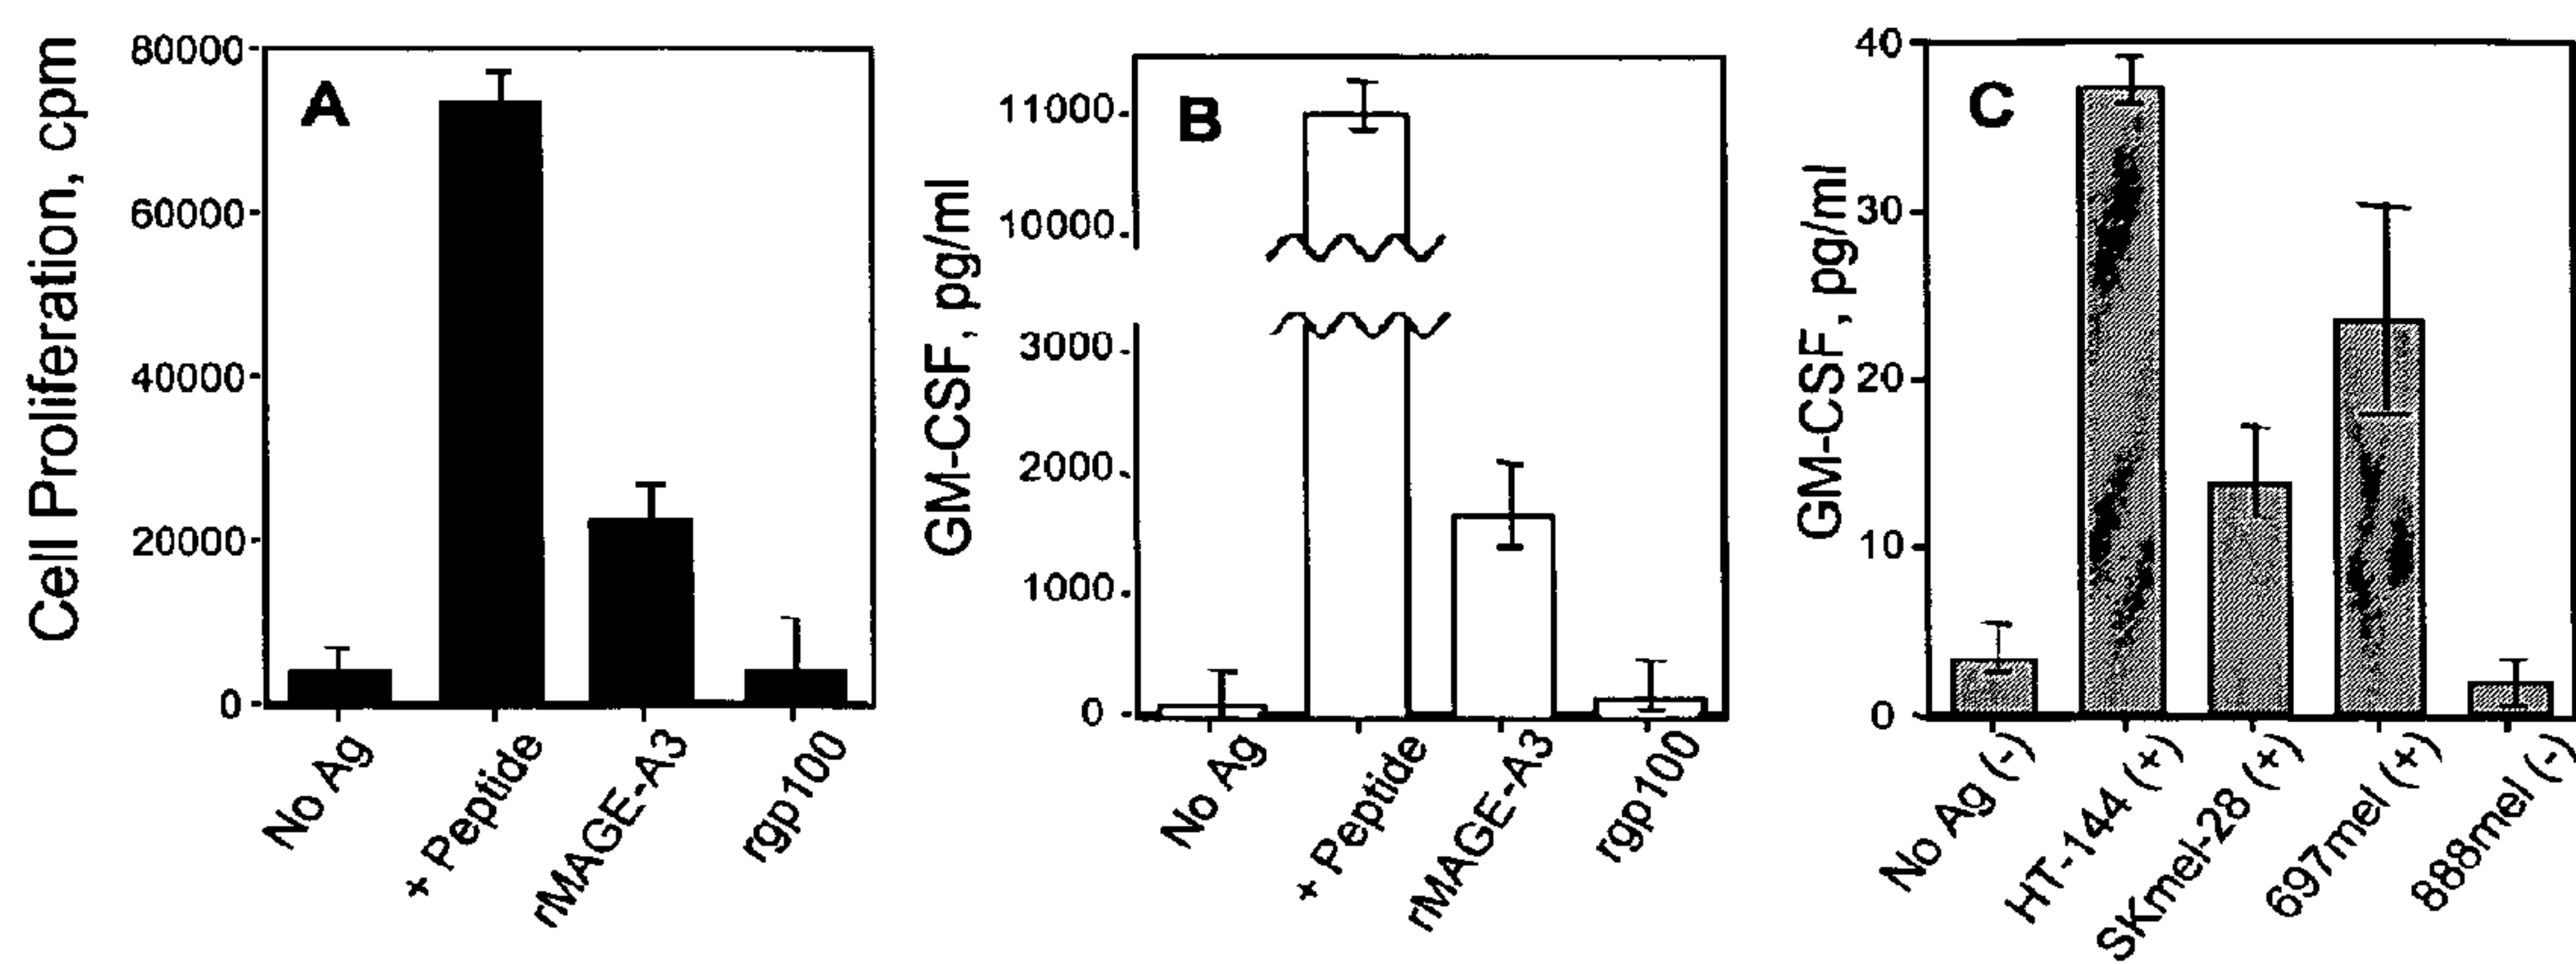 A
Cell Proliferation, cpm
80000
60000
40000
20000
0
No Ag
+ Peptide
rMAGE-A3
rgp100
B
GM-CSF, pg/ml
11000
10000
3000
2000
1000
0
No Ag
+ Peptide
rMAGE-A3
rgp100
C
GM-CSF, pg/ml
40
30
20
10
0
No Ag (-)
HT-144 (+)
SKmel-28 (+)
697mel (+)
888mel (-)